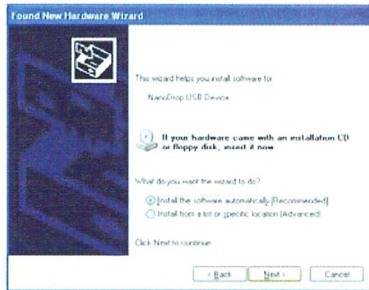 Found New Hardware Wizard
This wizard helps you install software for:
NanoDrop USB Device
If your hardware came with an installation CD
or floppy disk, insert it now.
What do you want the wizard to do?
Install the software automatically (Recommended)
Install from a list or specific location (Advanced)
Click Next to continue.
< Back
Next >
Cancel